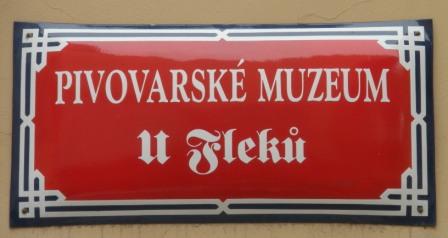 PIVOVARSKÉ MUZEUM
U Fleků